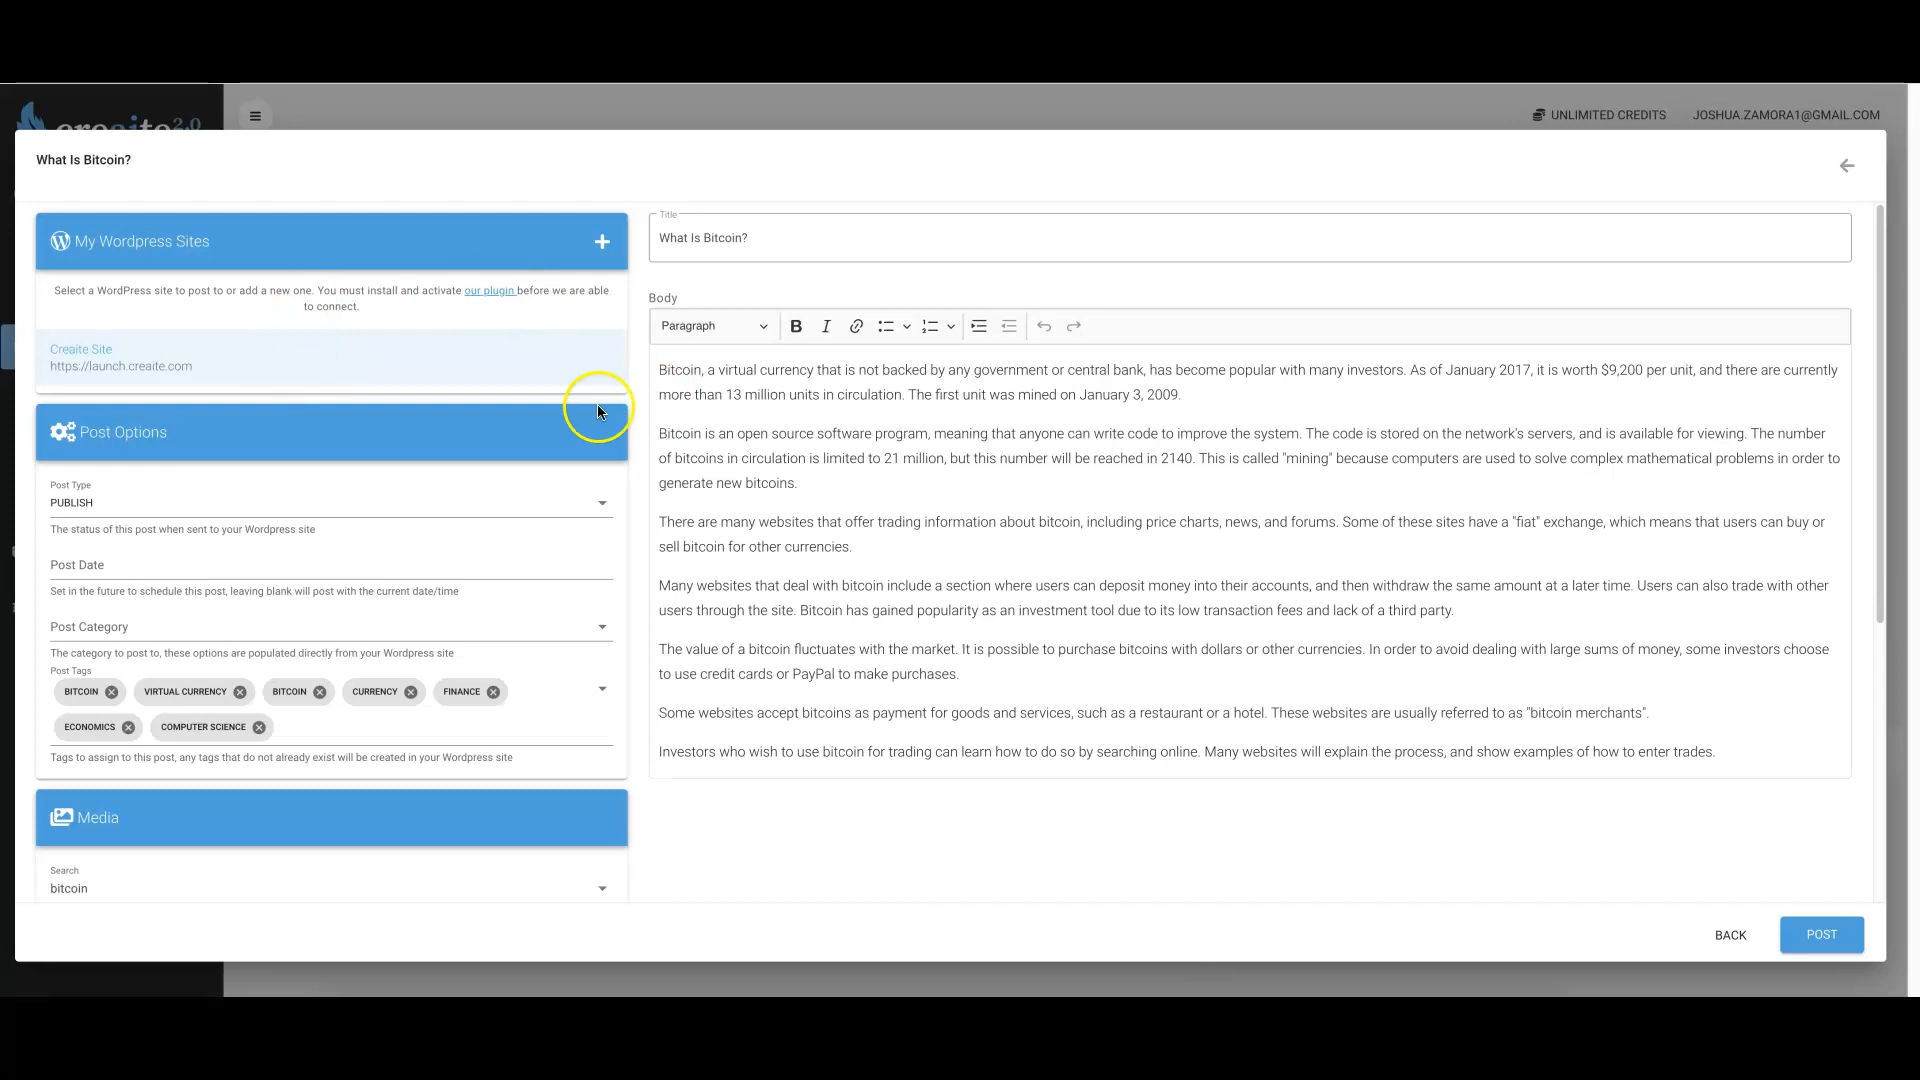 creaite 2.0
UNLIMITED CREDITS
JOSHUA.ZAMORA1@GMAIL.COM
What Is Bitcoin?
My Wordpress Sites
Select a WordPress site to post to or add a new one. You must install and activate our plugin before we are able
to connect.
Creaite Site
https://launch.creaite.com
Post Options
Post Type
PUBLISH
The status of this post when sent to your Wordpress site
Post Date
Set in the future to schedule this post, leaving blank will post with the current date/time
Post Category
The category to post to, these options are populated directly from your Wordpress site
Post Tags
BITCOIN
VIRTUAL CURRENCY
BITCOIN
CURRENCY
FINANCE
ECONOMICS
COMPUTER SCIENCE
Tags to assign to this post, any tags that do not already exist will be created in your Wordpress site
Media
Search
bitcoin
Title
What Is Bitcoin?
Body
Paragraph
Bitcoin, a virtual currency that is not backed by any government or central bank, has become popular with many investors. As of January 2017, it is worth $9,200 per unit, and there are currently
more than 13 million units in circulation. The first unit was mined on January 3, 2009.
Bitcoin is an open source software program, meaning that anyone can write code to improve the system. The code is stored on the network's servers, and is available for viewing. The number
of bitcoins in circulation is limited to 21 million, but this number will be reached in 2140. This is called "mining" because computers are used to solve complex mathematical problems in order to
generate new bitcoins.
There are many websites that offer trading information about bitcoin, including price charts, news, and forums. Some of these sites have a "fiat" exchange, which means that users can buy or
sell bitcoin for other currencies.
Many websites that deal with bitcoin include a section where users can deposit money into their accounts, and then withdraw the same amount at a later time. Users can also trade with other
users through the site. Bitcoin has gained popularity as an investment tool due to its low transaction fees and lack of a third party.
The value of a bitcoin fluctuates with the market. It is possible to purchase bitcoins with dollars or other currencies. In order to avoid dealing with large sums of money, some investors choose
to use credit cards or PayPal to make purchases.
Some websites accept bitcoins as payment for goods and services, such as a restaurant or a hotel. These websites are usually referred to as "bitcoin merchants".
Investors who wish to use bitcoin for trading can learn how to do so by searching online. Many websites will explain the process, and show examples of how to enter trades.
BACK
POST